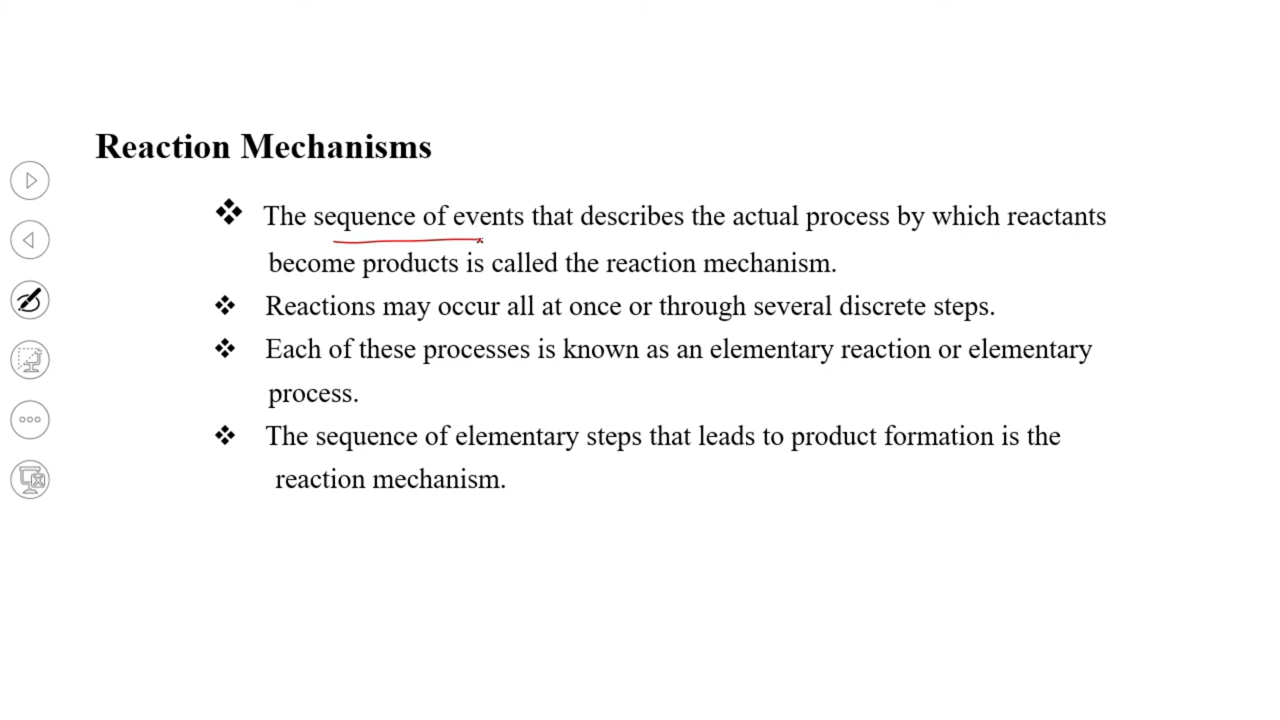 Reaction Mechanisms
❖ The sequence of events that describes the actual process by which reactants
become products is called the reaction mechanism.
❖ Reactions may occur all at once or through several discrete steps.
❖ Each of these processes is known as an elementary reaction or elementary
process.
❖ The sequence of elementary steps that leads to product formation is the
reaction mechanism.